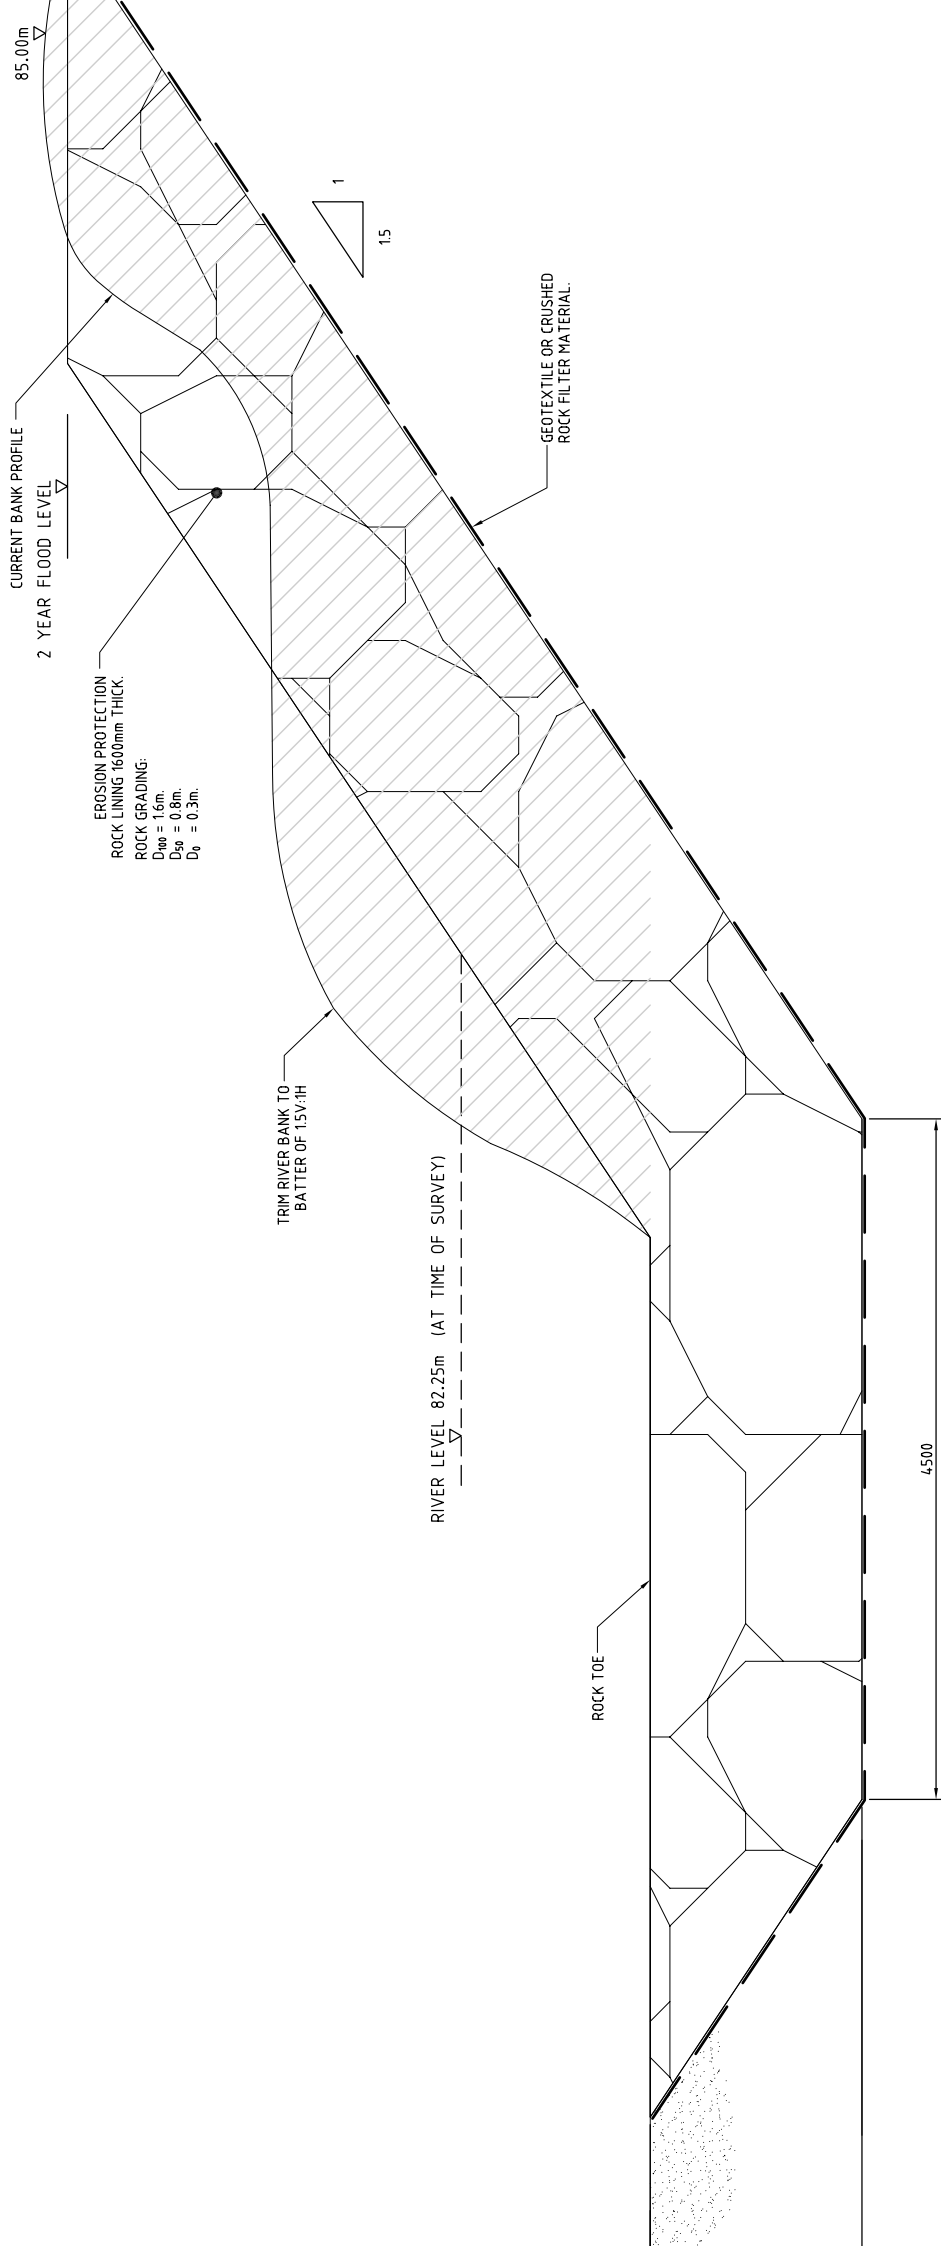 85.00m
CURRENT BANK PROFILE
2 YEAR FLOOD LEVEL
EROSION PROTECTION
ROCK LINING 1600mm THICK.
ROCK GRADING:
D100 = 1.6m.
D50 = 0.8m.
D0 = 0.3m.
1
1.5
GEOTEXTILE OR CRUSHED
ROCK FILTER MATERIAL.
TRIM RIVER BANK TO
BATTER OF 1.5V:1H
RIVER LEVEL 82.25m (AT TIME OF SURVEY)
ROCK TOE
4500